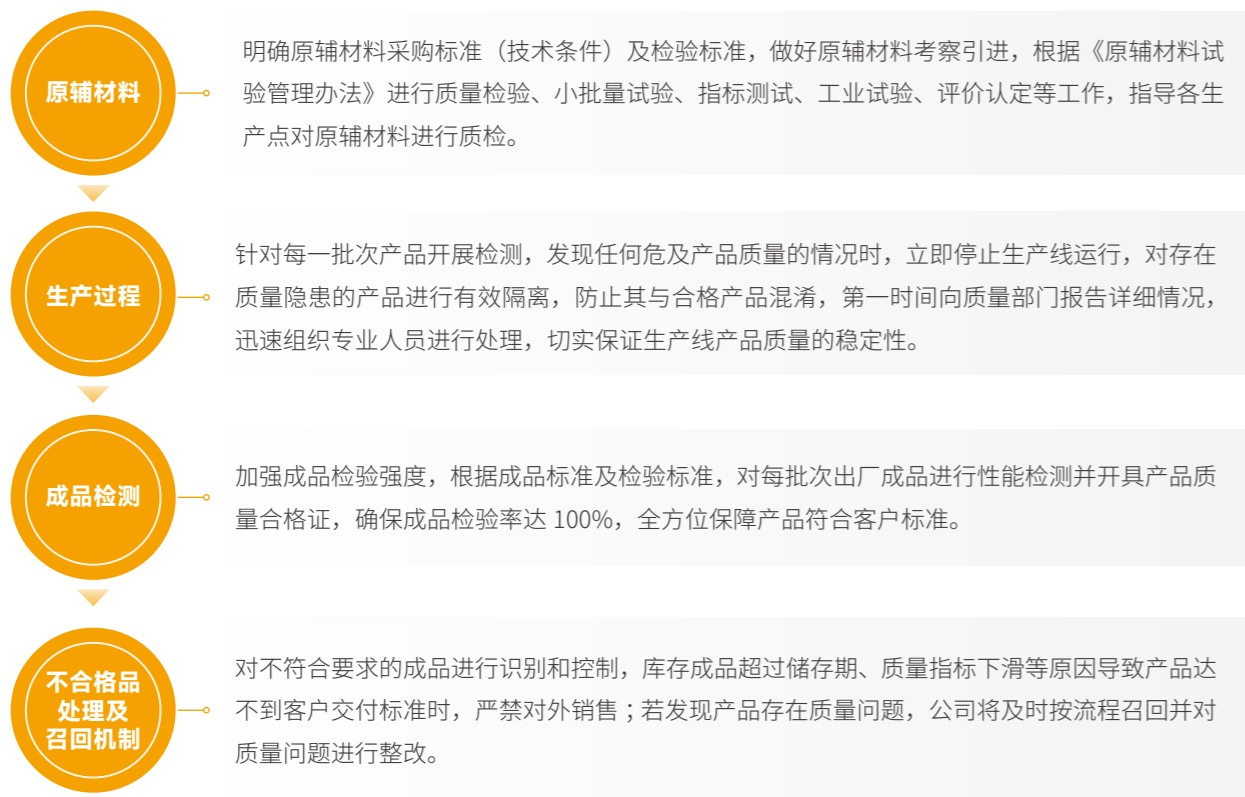 原辅材料
明确原辅材料采购标准（技术条件）及检验标准，做好原辅材料考察引进，根据《原辅材料试
验管理办法》进行质量检验、小批量试验、指标测试、工业试验、评价认定等工作，指导各生
产点对原辅材料进行质检。
生产过程
针对每一批次产品开展检测，发现任何危及产品质量的情况时，立即停止生产线运行，对存在
质量隐患的产品进行有效隔离，防止其与合格产品混淆，第一时间向质量部门报告详细情况，
迅速组织专业人员进行处理，切实保证生产线产品质量的稳定性。
成品检测
加强成品检验强度，根据成品标准及检验标准，对每批次出厂成品进行性能检测并开具产品质
量合格证，确保成品检验率达 100%，全方位保障产品符合客户标准。
不合格品
处理及
召回机制
对不符合要求的成品进行识别和控制，库存成品超过储存期、质量指标下滑等原因导致产品达
不到客户交付标准时，严禁对外销售；若发现产品存在质量问题，公司将及时按流程召回并对
质量问题进行整改。